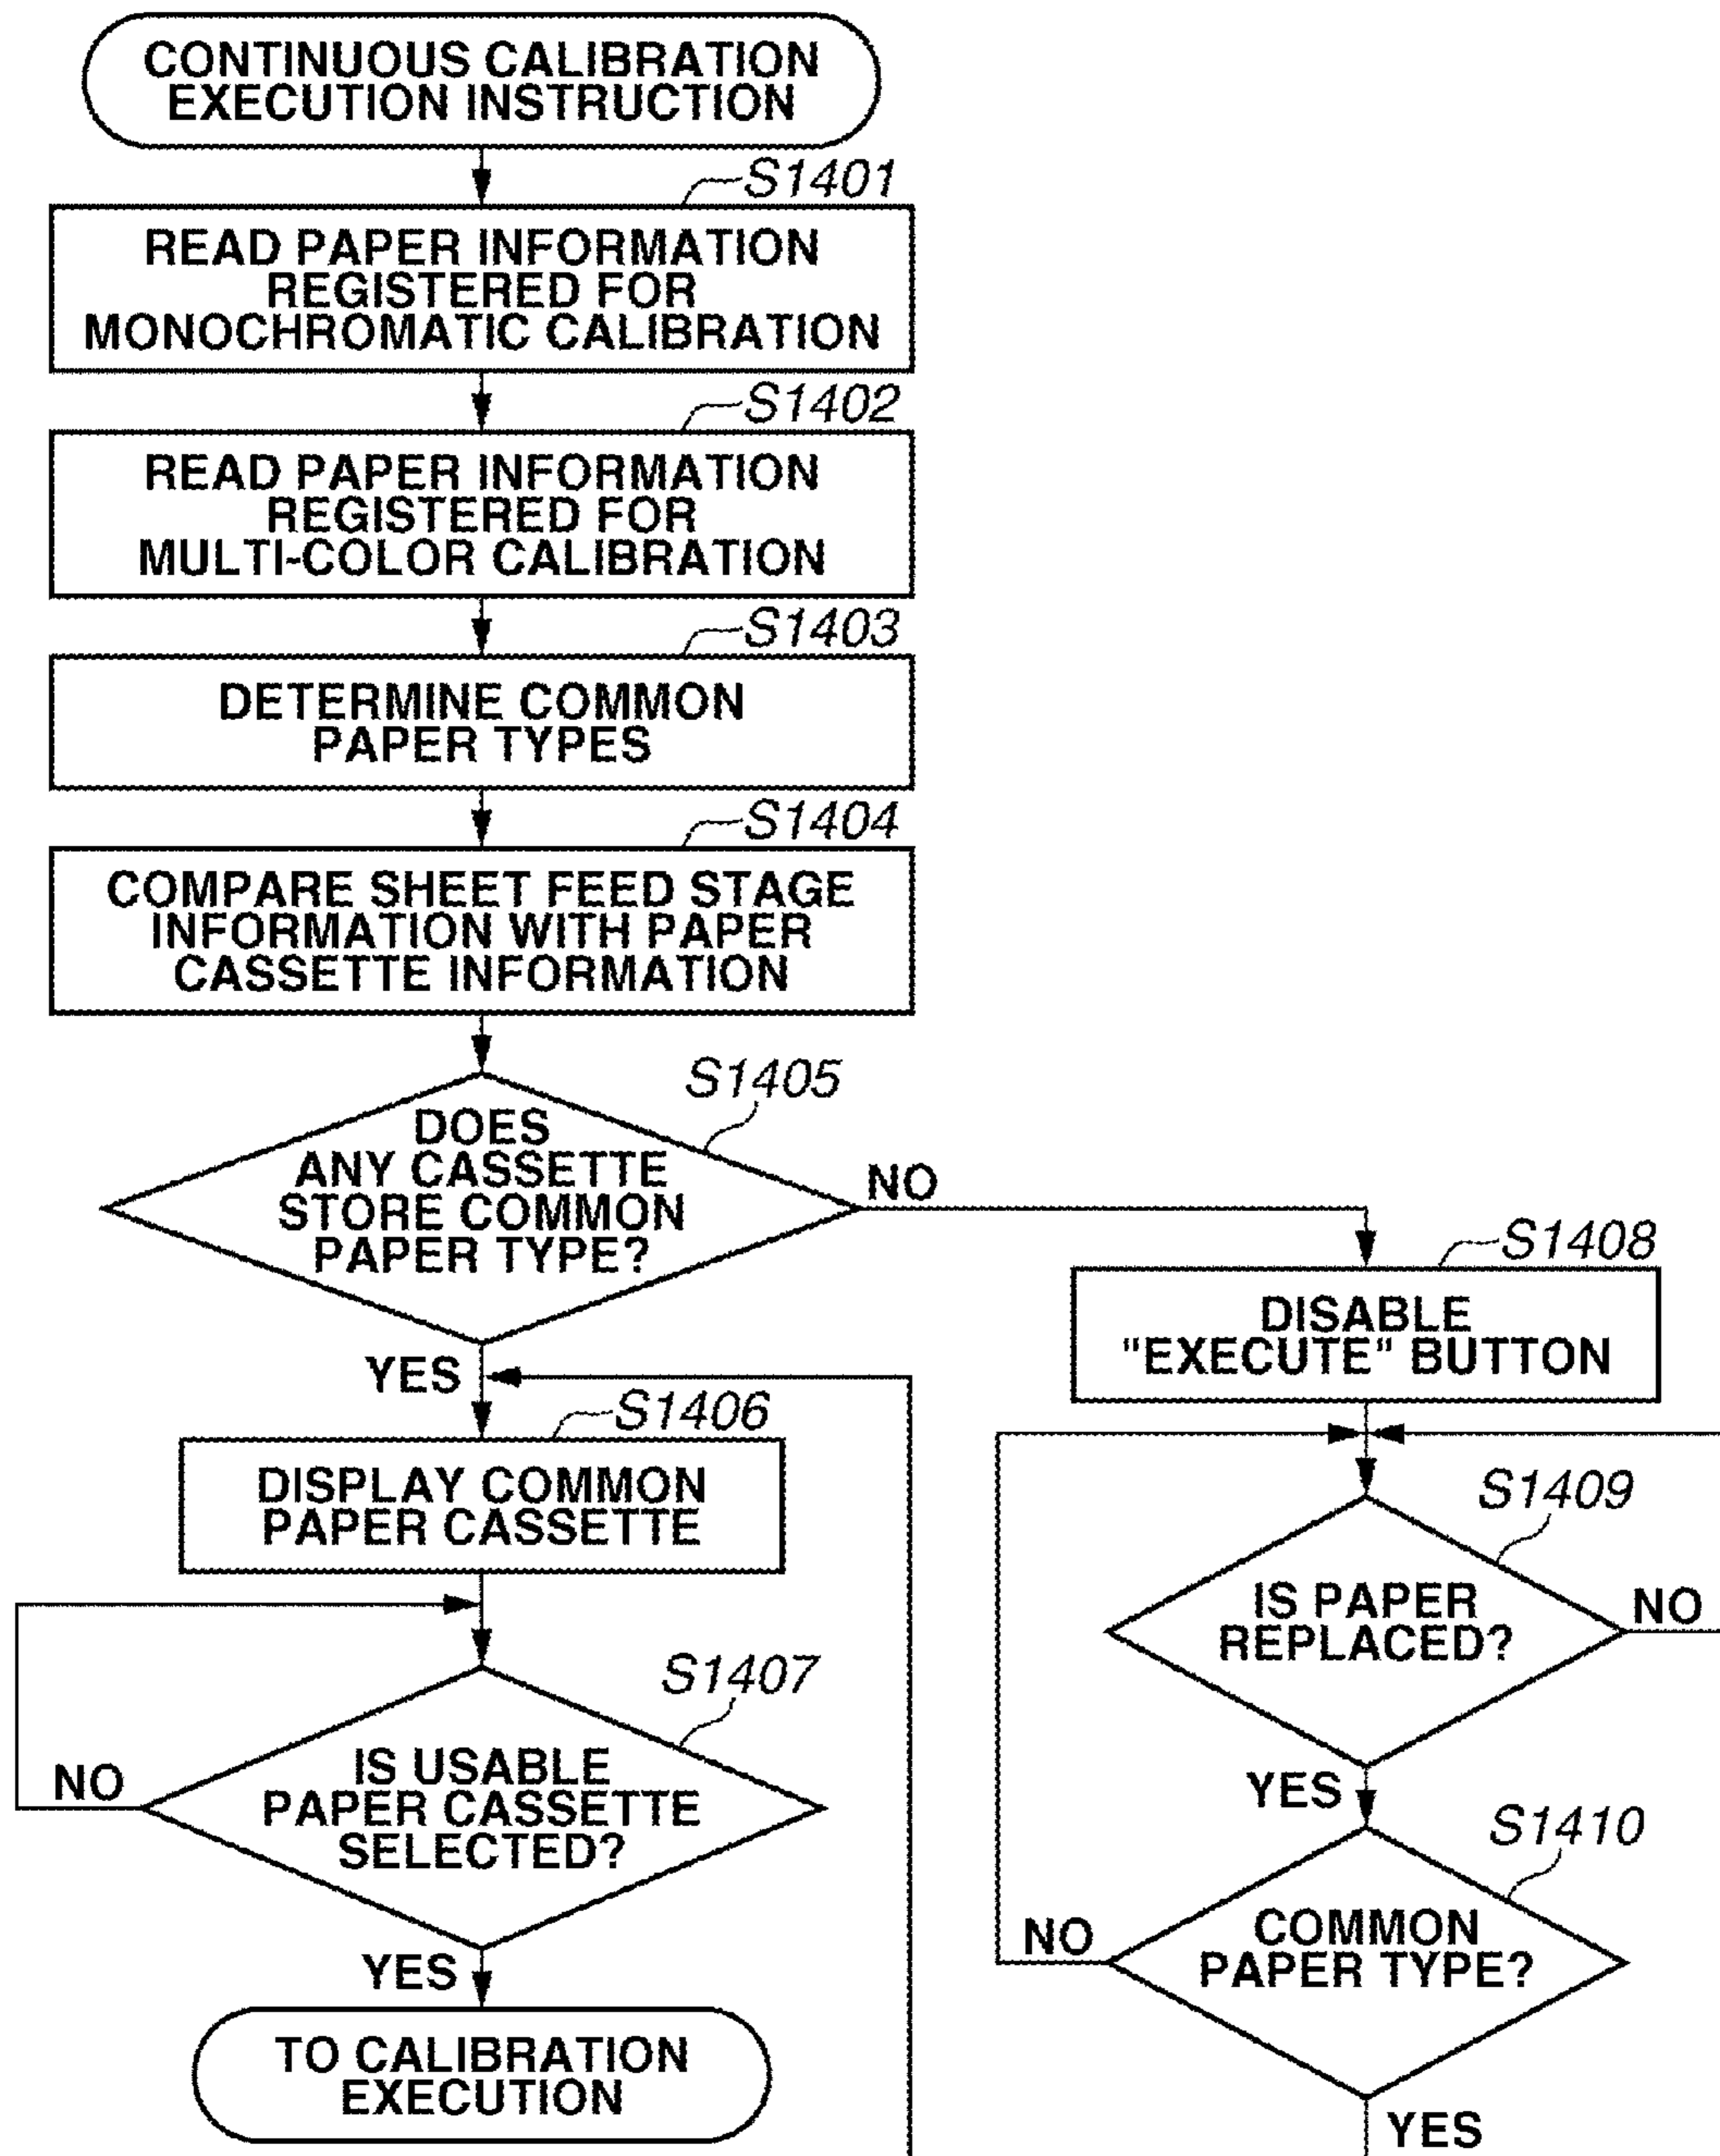 CONTINUOUS CALIBRATION
EXECUTION INSTRUCTION
S1401
READ PAPER INFORMATION
REGISTERED FOR
MONOCHROMATIC CALIBRATION
S1402
READ PAPER INFORMATION
REGISTERED FOR
MULTI-COLOR CALIBRATION
S1403
DETERMINE COMMON
PAPER TYPES
S1404
COMPARE SHEET FEED STAGE
INFORMATION WITH PAPER
CASSETTE INFORMATION
S1405
DOES
ANY CASSETTE
STORE COMMON
PAPER TYPE?
NO
YES
S1406
DISPLAY COMMON
PAPER CASSETTE
S1407
IS USABLE
PAPER CASSETTE
SELECTED?
NO
YES
TO CALIBRATION
EXECUTION
S1408
DISABLE
"EXECUTE" BUTTON
S1409
IS PAPER
REPLACED?
NO
YES
S1410
COMMON
PAPER TYPE?
NO
YES